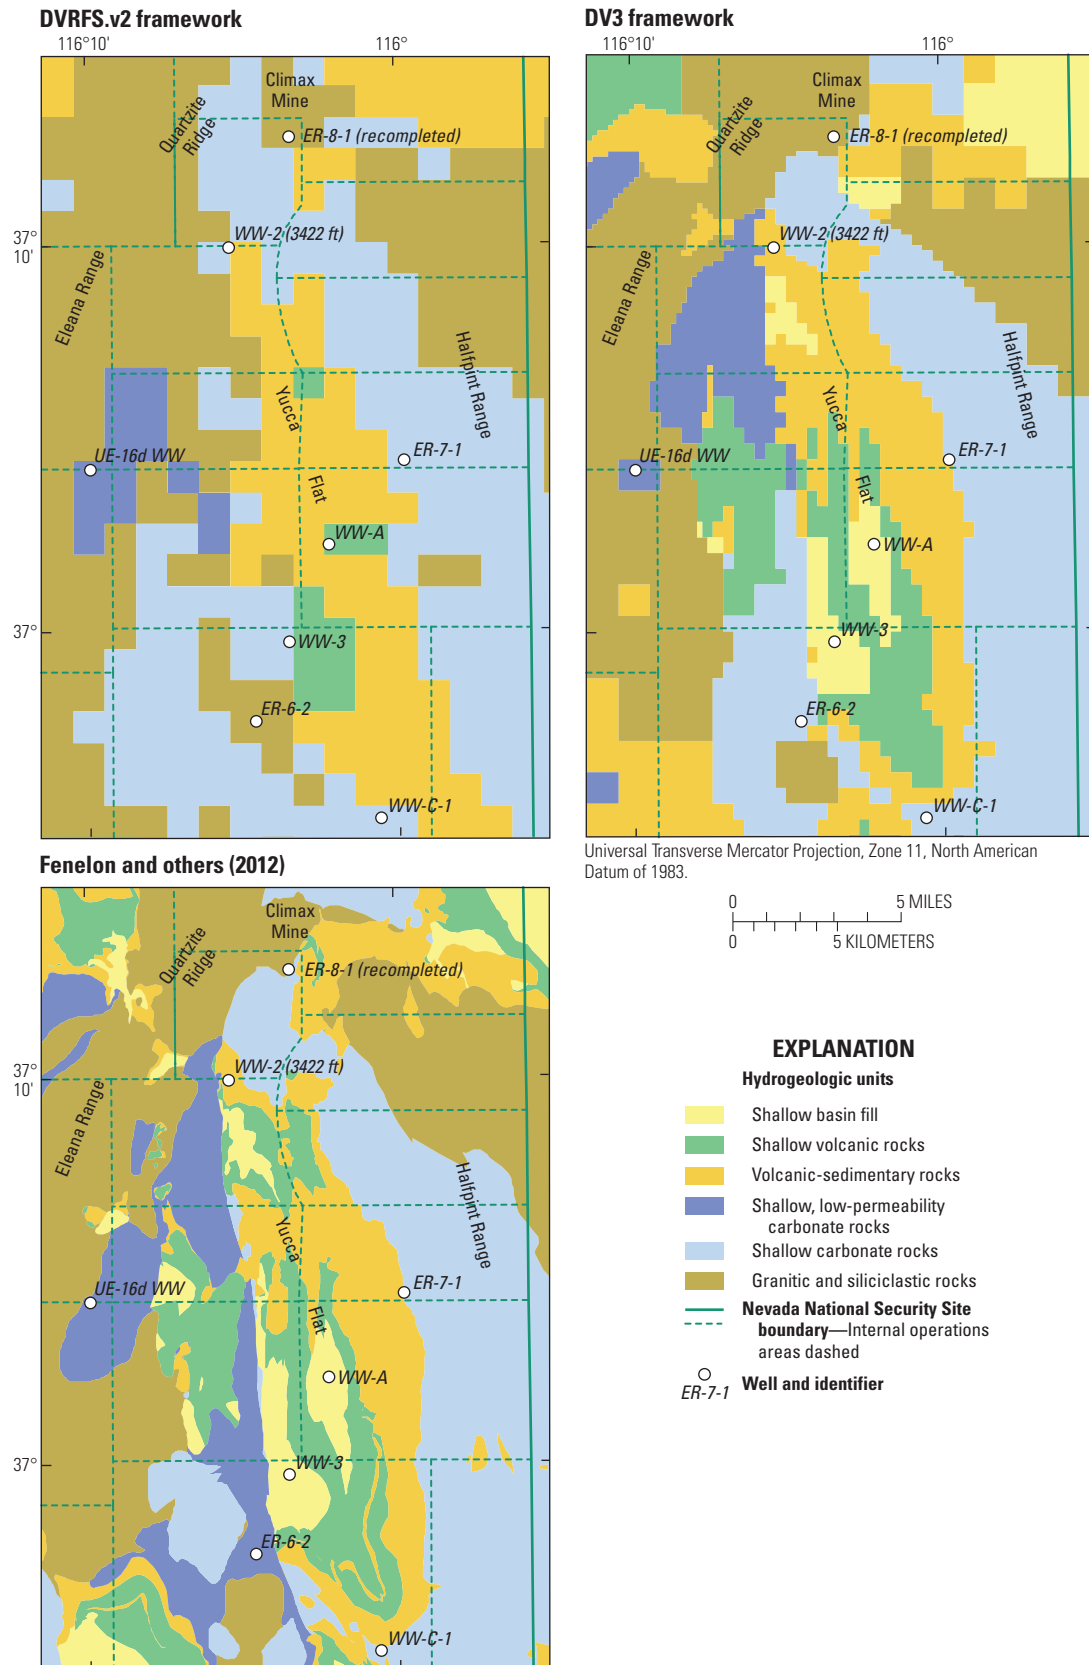 DVRFS.v2 framework
116°10'
116°
Climax
Mine
Quartzite
Ridge
ER-8-1 (recompleted)
37°
10'
WW-2 (3422 ft)
Eleana Range
Halfpint Range
Yucca
UE-16d WW
ER-7-1
Flat
WW-A
37°
WW-3
ER-6-2
WW-C-1
DV3 framework
116°10'
116°
Climax
Mine
Quartzite
Ridge
ER-8-1 (recompleted)
WW-2 (3422 ft)
Eleana Range
Halfpint Range
Yucca
UE-16d WW
ER-7-1
Flat
WW-A
WW-3
ER-6-2
WW-C-1
Universal Transverse Mercator Projection, Zone 11, North American
Datum of 1983.
0 5 MILES
0 5 KILOMETERS
Fenelon and others (2012)
Climax
Mine
Quartzite
Ridge
ER-8-1 (recompleted)
37°
10'
WW-2 (3422 ft)
Eleana Range
Halfpint Range
Yucca
UE-16d WW
ER-7-1
Flat
WW-A
37°
WW-3
ER-6-2
WW-C-1
EXPLANATION
Hydrogeologic units
Shallow basin fill
Shallow volcanic rocks
Volcanic-sedimentary rocks
Shallow, low-permeability
carbonate rocks
Shallow carbonate rocks
Granitic and siliciclastic rocks
Nevada National Security Site
boundary—Internal operations
areas dashed
ER-7-1 Well and identifier